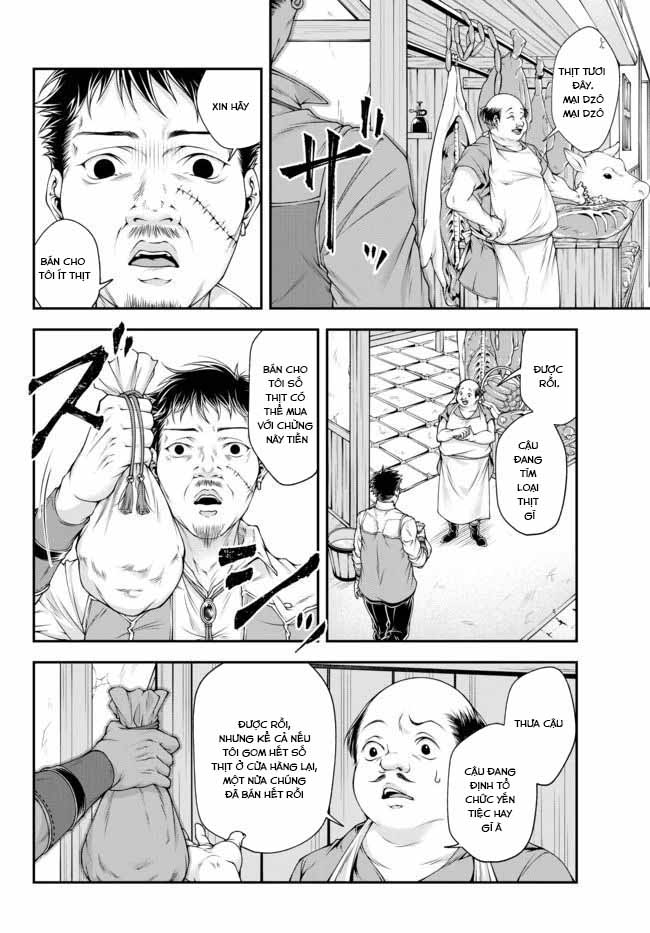 THỊT TƯƠI
ĐÂY.
MẠI DZÔ
MẠI DZÔ
ザッ
XIN HÃY
BÁN CHO
TÔI ÍT THỊT
ĐƯỢC
RỒI.
CẬU
ĐANG
TÌM
LOẠI
THỊT
GÌ
BÁN CHO
TÔI SỐ
THỊT CÓ
THỂ MUA
VỚI CHỪNG
NÀY TIỀN
THƯA CẬU
CẬU ĐANG
ĐỊNH TỔ
CHỨC YẾN
TIỆC HAY
GÌ À
ĐƯỢC RỒI,
NHƯNG KỂ CẢ NẾU
TÔI GOM HẾT SỐ
THỊT Ở CỬA HÀNG LẠI,
MỘT NỬA CHÚNG
ĐÃ BÁN HẾT RỒI